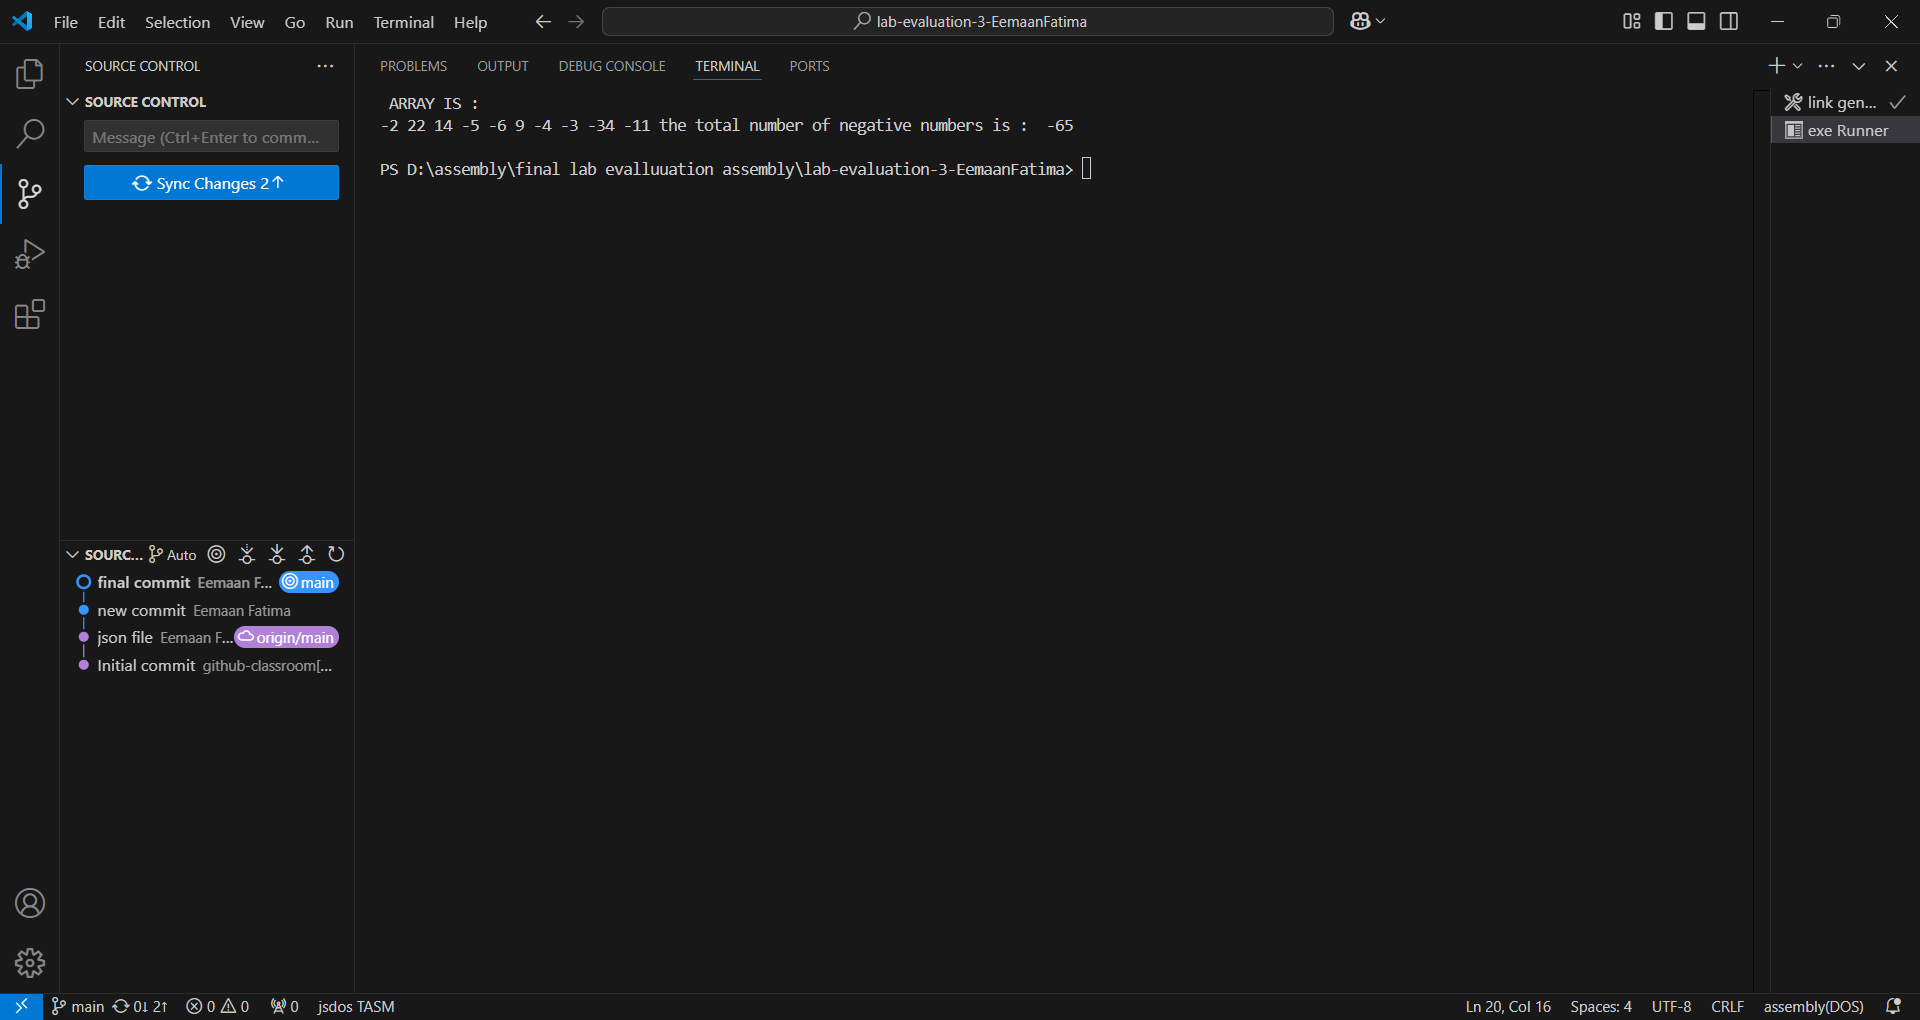 File Edit Selection View Go Run Terminal Help
lab-evaluation-3-EemaanFatima
SOURCE CONTROL
SOURCE CONTROL
Message (Ctrl+Enter to comm...
Sync Changes 2↑
PROBLEMS OUTPUT DEBUG CONSOLE TERMINAL PORTS
ARRAY IS :
-2 22 14 -5 -6 9 -4 -3 -34 -11 the total number of negative numbers is :  -65
PS D:\assembly\final lab evalluuation assembly\lab-evaluation-3-EemaanFatima>
link gen...
exe Runner
SOURC... Auto
final commit Eemaan F... main
new commit Eemaan Fatima
json file Eemaan F... origin/main
Initial commit github-classroom[...
main 0↓ 2↑ 0 0 0 jsdos TASM
Ln 20, Col 16 Spaces: 4 UTF-8 CRLF assembly(DOS)